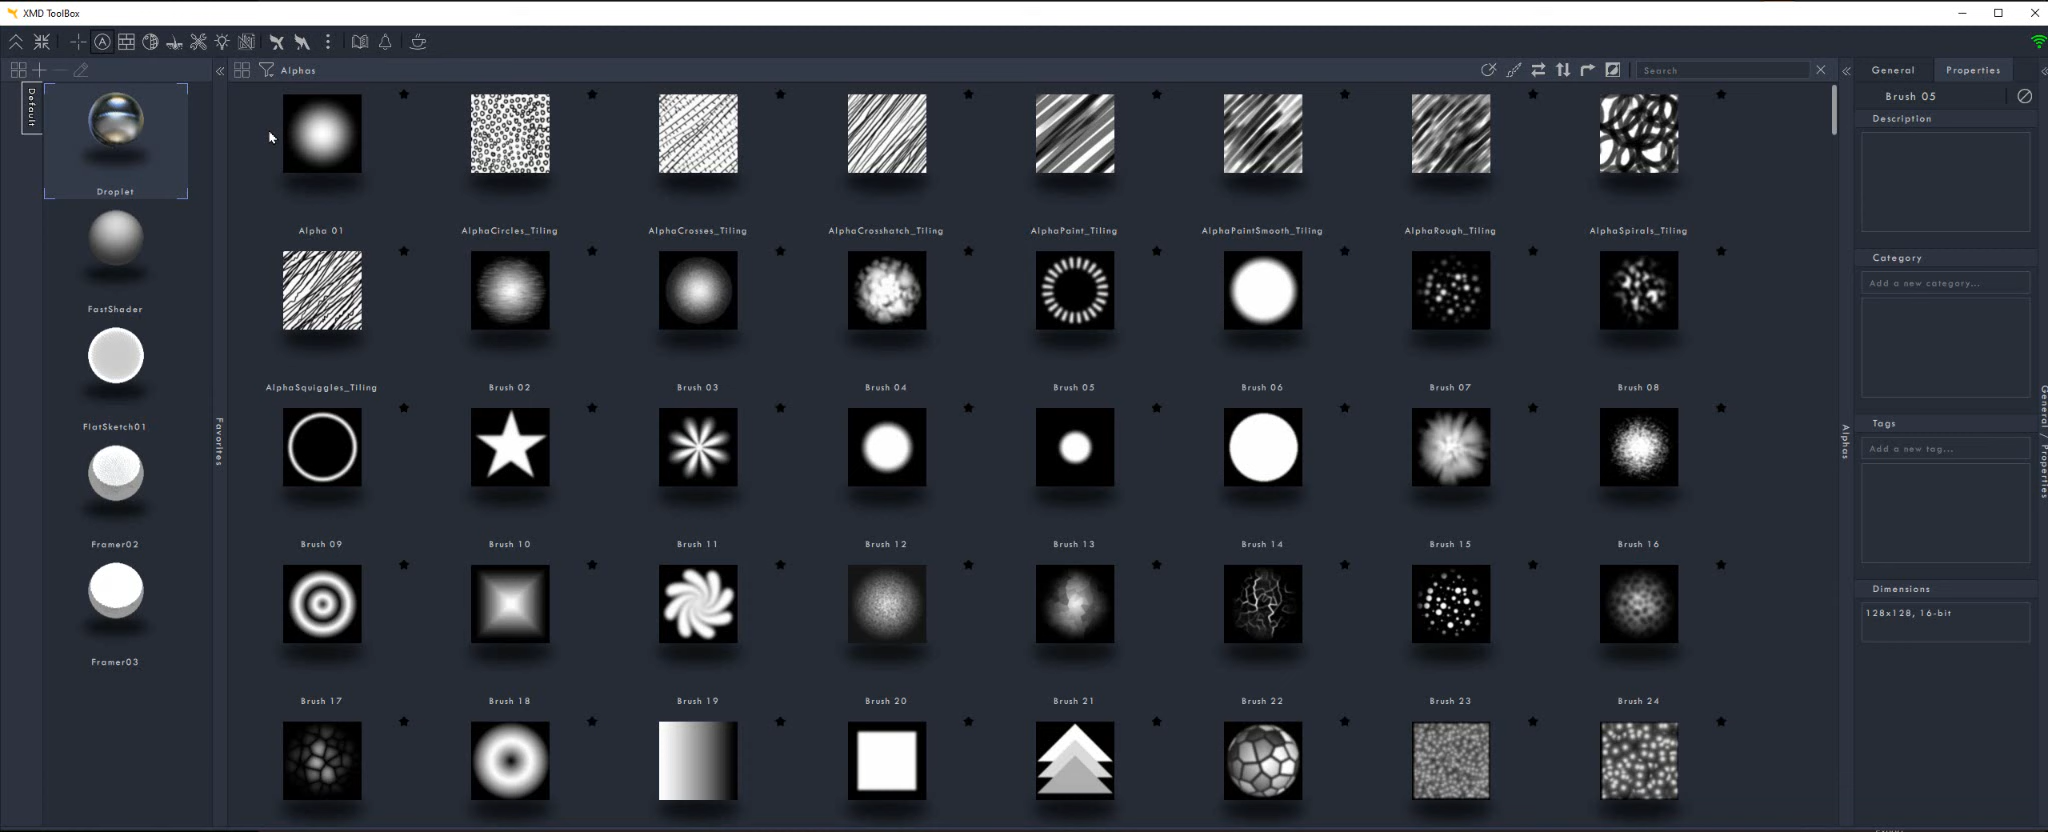 XMD ToolBox
Alphas
Search
General
Properties
Default
Brush 05
Description
Droplet
Alpha 01
AlphaCircles_Tiling
AlphaCrosses_Tiling
AlphaCrosshatch_Tiling
AlphaPaint_Tiling
AlphaPaintSmooth_Tiling
AlphaRough_Tiling
AlphaSpirals_Tiling
Category
Add a new category...
FastShader
AlphaSquiggles_Tiling
Brush 02
Brush 03
Brush 04
Brush 05
Brush 06
Brush 07
Brush 08
FlatSketch01
Favorites
Alphas
General / Properties
Tags
Add a new tag...
Framer02
Brush 09
Brush 10
Brush 11
Brush 12
Brush 13
Brush 14
Brush 15
Brush 16
Dimensions
128x128, 16-bit
Framer03
Brush 17
Brush 18
Brush 19
Brush 20
Brush 21
Brush 22
Brush 23
Brush 24